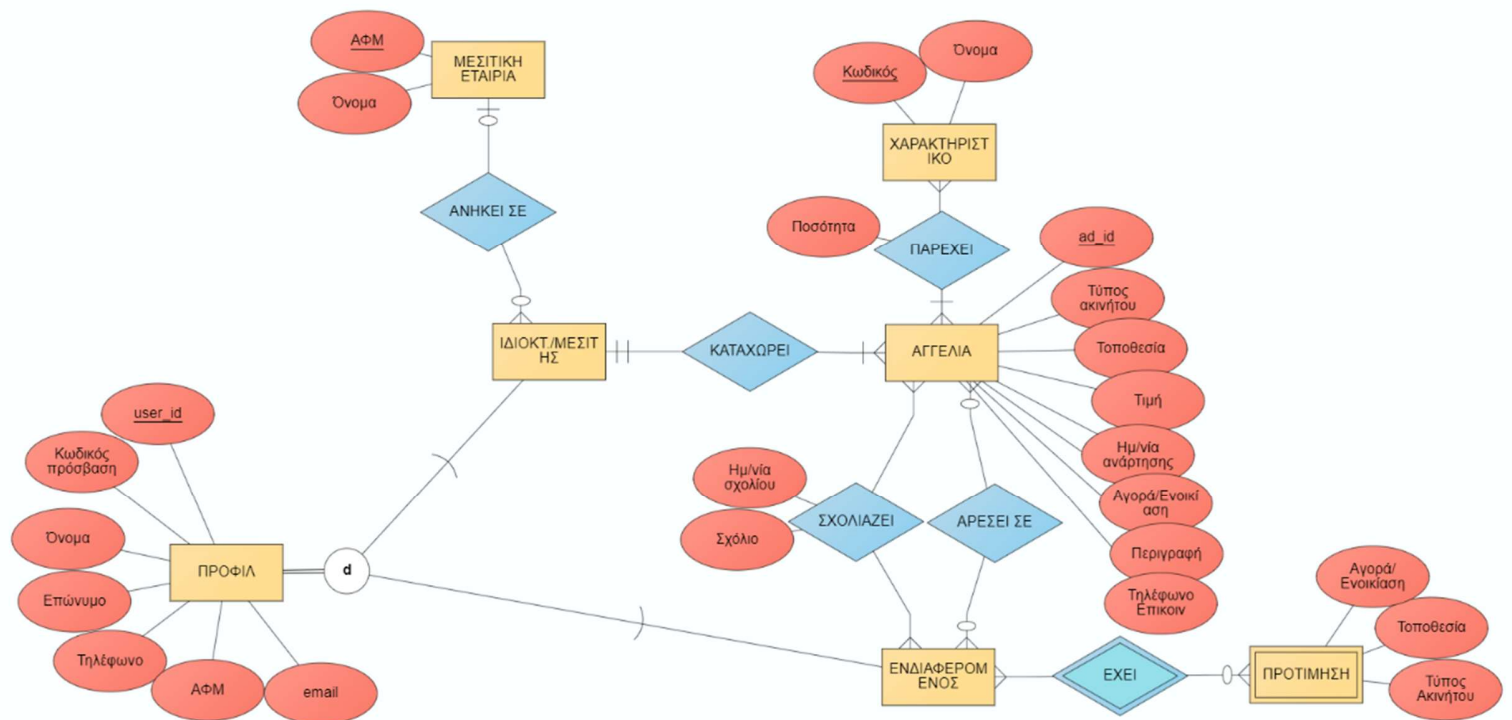 ΑΦΜ
Όνομα
ΜΕΣΙΤΙΚΗ
ΕΤΑΙΡΙΑ
Κωδικός
Όνομα
ΧΑΡΑΚΤΗΡΙΣΤ
ΙΚΟ
ΑΝΗΚΕΙ ΣΕ
Ποσότητα
ΠΑΡΕΧΕΙ
ad_id
Τύπος
ακινήτου
Τοποθεσία
Τιμή
Ημ/νία
ανάρτησης
Αγορά/Ενοικί
αση
Περιγραφή
Τηλέφωνο
Επικοιν
ΙΔΙΟΚΤ./ΜΕΣΙΤ
ΗΣ
ΚΑΤΑΧΩΡΕΙ
ΑΓΓΕΛΙΑ
user_id
Κωδικός
πρόσβαση
Όνομα
Επώνυμο
Τηλέφωνο
ΑΦΜ
email
ΠΡΟΦΙΛ
d
Ημ/νία
σχολίου
Σχόλιο
ΣΧΟΛΙΑΖΕΙ
ΑΡΕΣΕΙ ΣΕ
ΕΝΔΙΑΦΕΡΟΜ
ΕΝΟΣ
ΕΧΕΙ
ΠΡΟΤΙΜΗΣΗ
Αγορά/
Ενοικίαση
Τοποθεσία
Τύπος
Ακινήτου